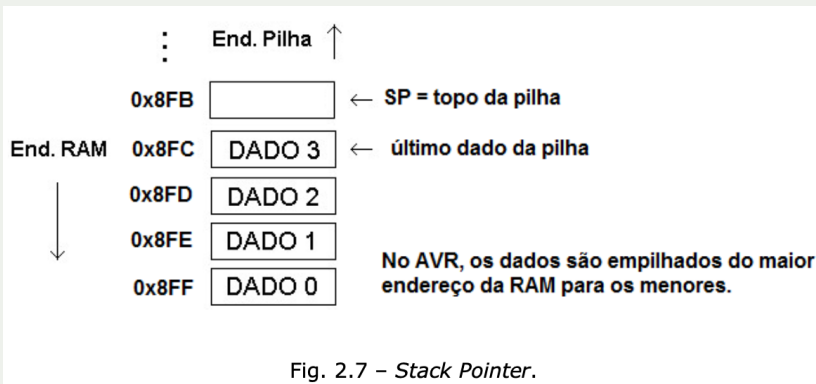 ⋮ End. Pilha ↑
0x8FB ← SP = topo da pilha
End. RAM 0x8FC DADO 3 ← último dado da pilha
0x8FD DADO 2
0x8FE DADO 1
0x8FF DADO 0
No AVR, os dados são empilhados do maior
endereço da RAM para os menores.
Fig. 2.7 – Stack Pointer.